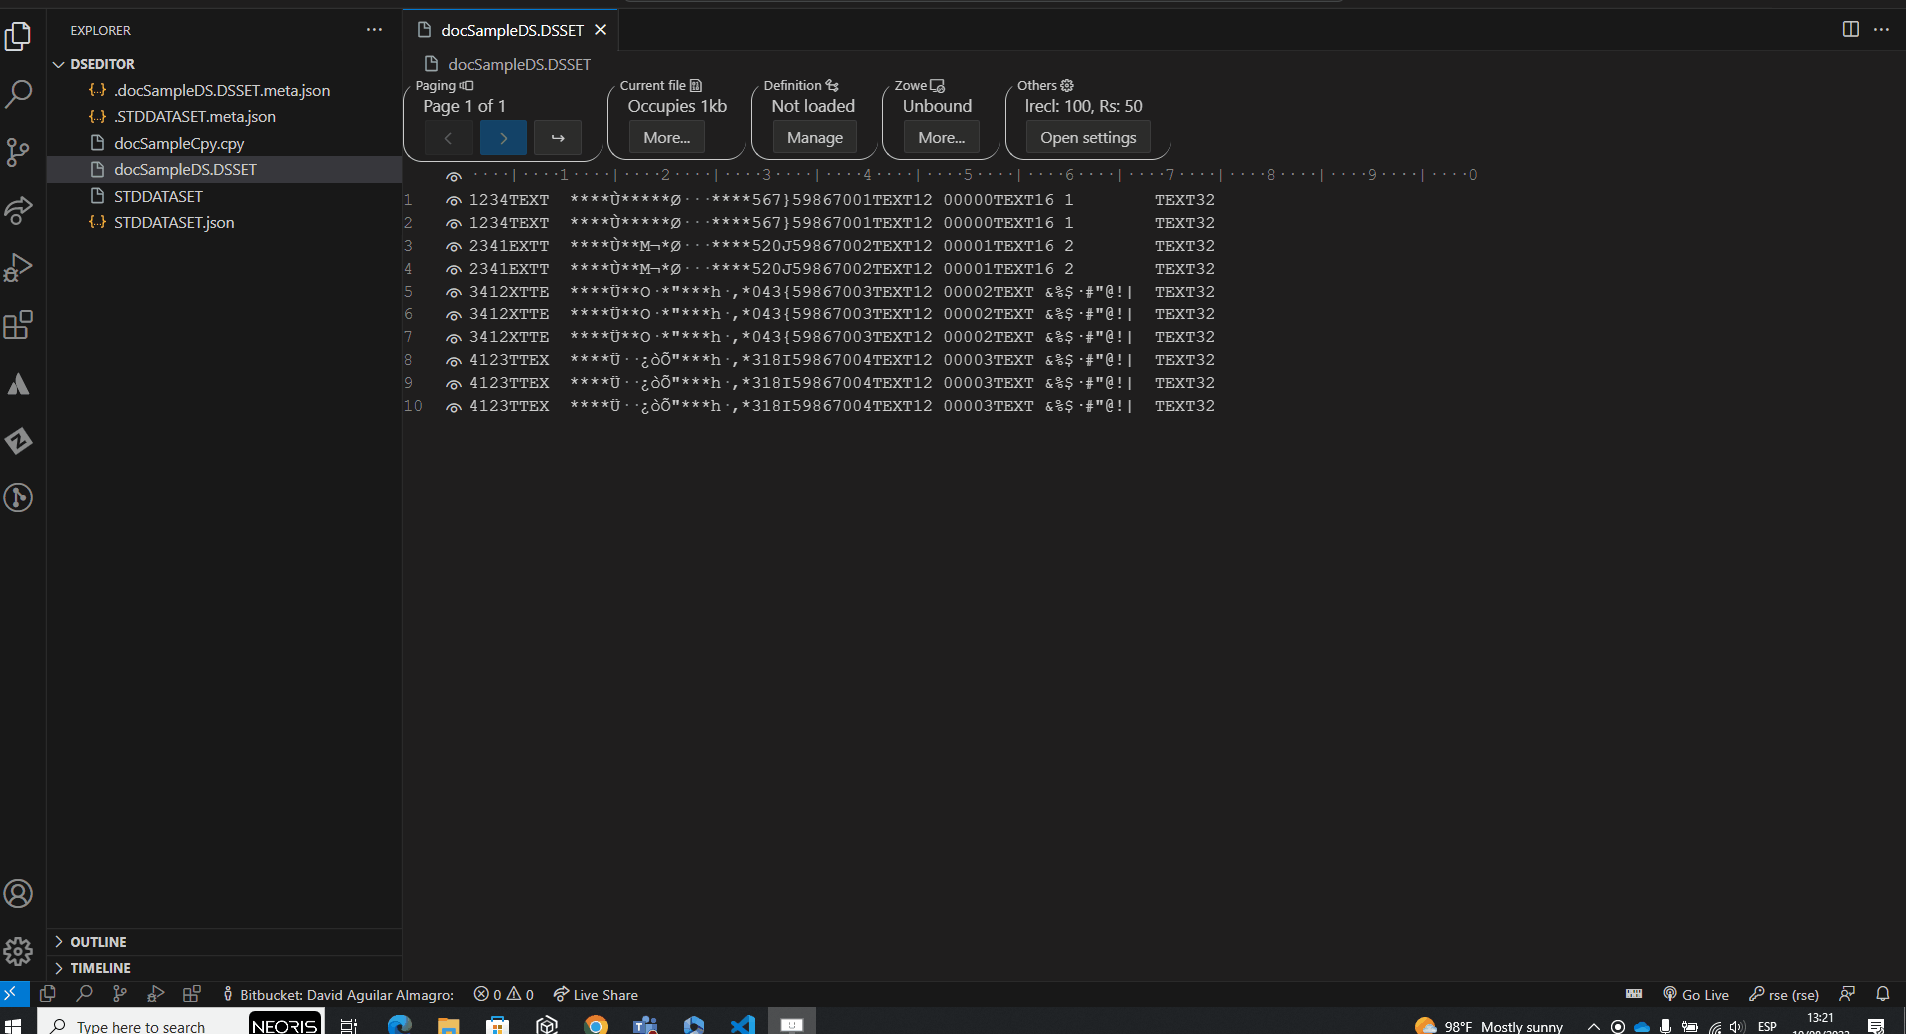 EXPLORER
DSEDITOR
.docSampleDS.DSSET.meta.json
.STDDATASET.meta.json
docSampleCpy.cpy
docSampleDS.DSSET
STDDATASET
STDDATASET.json
OUTLINE
TIMELINE
docSampleDS.DSSET
docSampleDS.DSSET
Paging
Page 1 of 1
Current file
Occupies 1kb
More...
Definition
Not loaded
Manage
Zowe
Unbound
More...
Others
lrecl: 100, Rs: 50
Open settings
····|····1····|····2····|····3····|····4····|····5····|····6····|····7····|····8····|····9····|····0
1 1234TEXT  ****Ù*****Ø···****567}59867001TEXT12 00000TEXT16 1        TEXT32
2 1234TEXT  ****Ù*****Ø···****567}59867001TEXT12 00000TEXT16 1        TEXT32
3 2341EXTT  ****Ù**M¬*Ø···****520J59867002TEXT12 00001TEXT16 2        TEXT32
4 2341EXTT  ****Ù**M¬*Ø···****520J59867002TEXT12 00001TEXT16 2        TEXT32
5 3412XTTE  ****Ü**O·*"***h·,*043{59867003TEXT12 00002TEXT &%$·#"@!|  TEXT32
6 3412XTTE  ****Ü**O·*"***h·,*043{59867003TEXT12 00002TEXT &%$·#"@!|  TEXT32
7 3412XTTE  ****Ü**O·*"***h·,*043{59867003TEXT12 00002TEXT &%$·#"@!|  TEXT32
8 4123TTEX  ****Ü··¿òÕ"***h·,*318I59867004TEXT12 00003TEXT &%$·#"@!|  TEXT32
9 4123TTEX  ****Ü··¿òÕ"***h·,*318I59867004TEXT12 00003TEXT &%$·#"@!|  TEXT32
10 4123TTEX  ****Ü··¿òÕ"***h·,*318I59867004TEXT12 00003TEXT &%$·#"@!|  TEXT32
Bitbucket: David Aguilar Almagro: 0 0 Live Share Go Live rse (rse)
Type here to search NEORIS 98°F Mostly sunny ESP 13:21